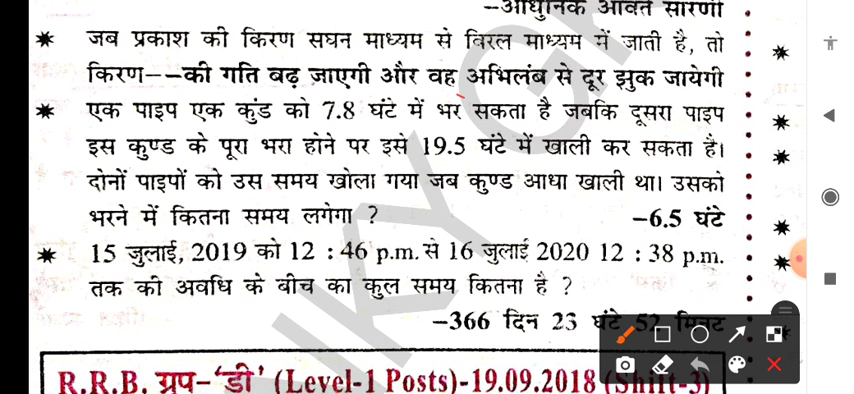 –आधुनिक आवर्त सारणी
* जब प्रकाश की किरण सघन माध्यम से विरल माध्यम में जाती है, तो
किरण–––की गति बढ़ जाएगी और वह अभिलंब से दूर झुक जायेगी
* एक पाइप एक कुंड को 7.8 घंटे में भर सकता है जबकि दूसरा पाइप
इस कुण्ड के पूरा भरा होने पर इसे 19.5 घंटे में खाली कर सकता है।
दोनों पाइपों को उस समय खोला गया जब कुण्ड आधा खाली था। उसको
भरने में कितना समय लगेगा ? –6.5 घंटे
* 15 जुलाई, 2019 को 12 : 46 p.m. से 16 जुलाई 2020 12 : 38 p.m.
तक की अवधि के बीच का कुल समय कितना है ?
–366 दिन 23 घंटे 52 मिनट
R.R.B. ग्रुप–‘डी’ (Level-1 Posts)-19.09.2018 (Shift-3)